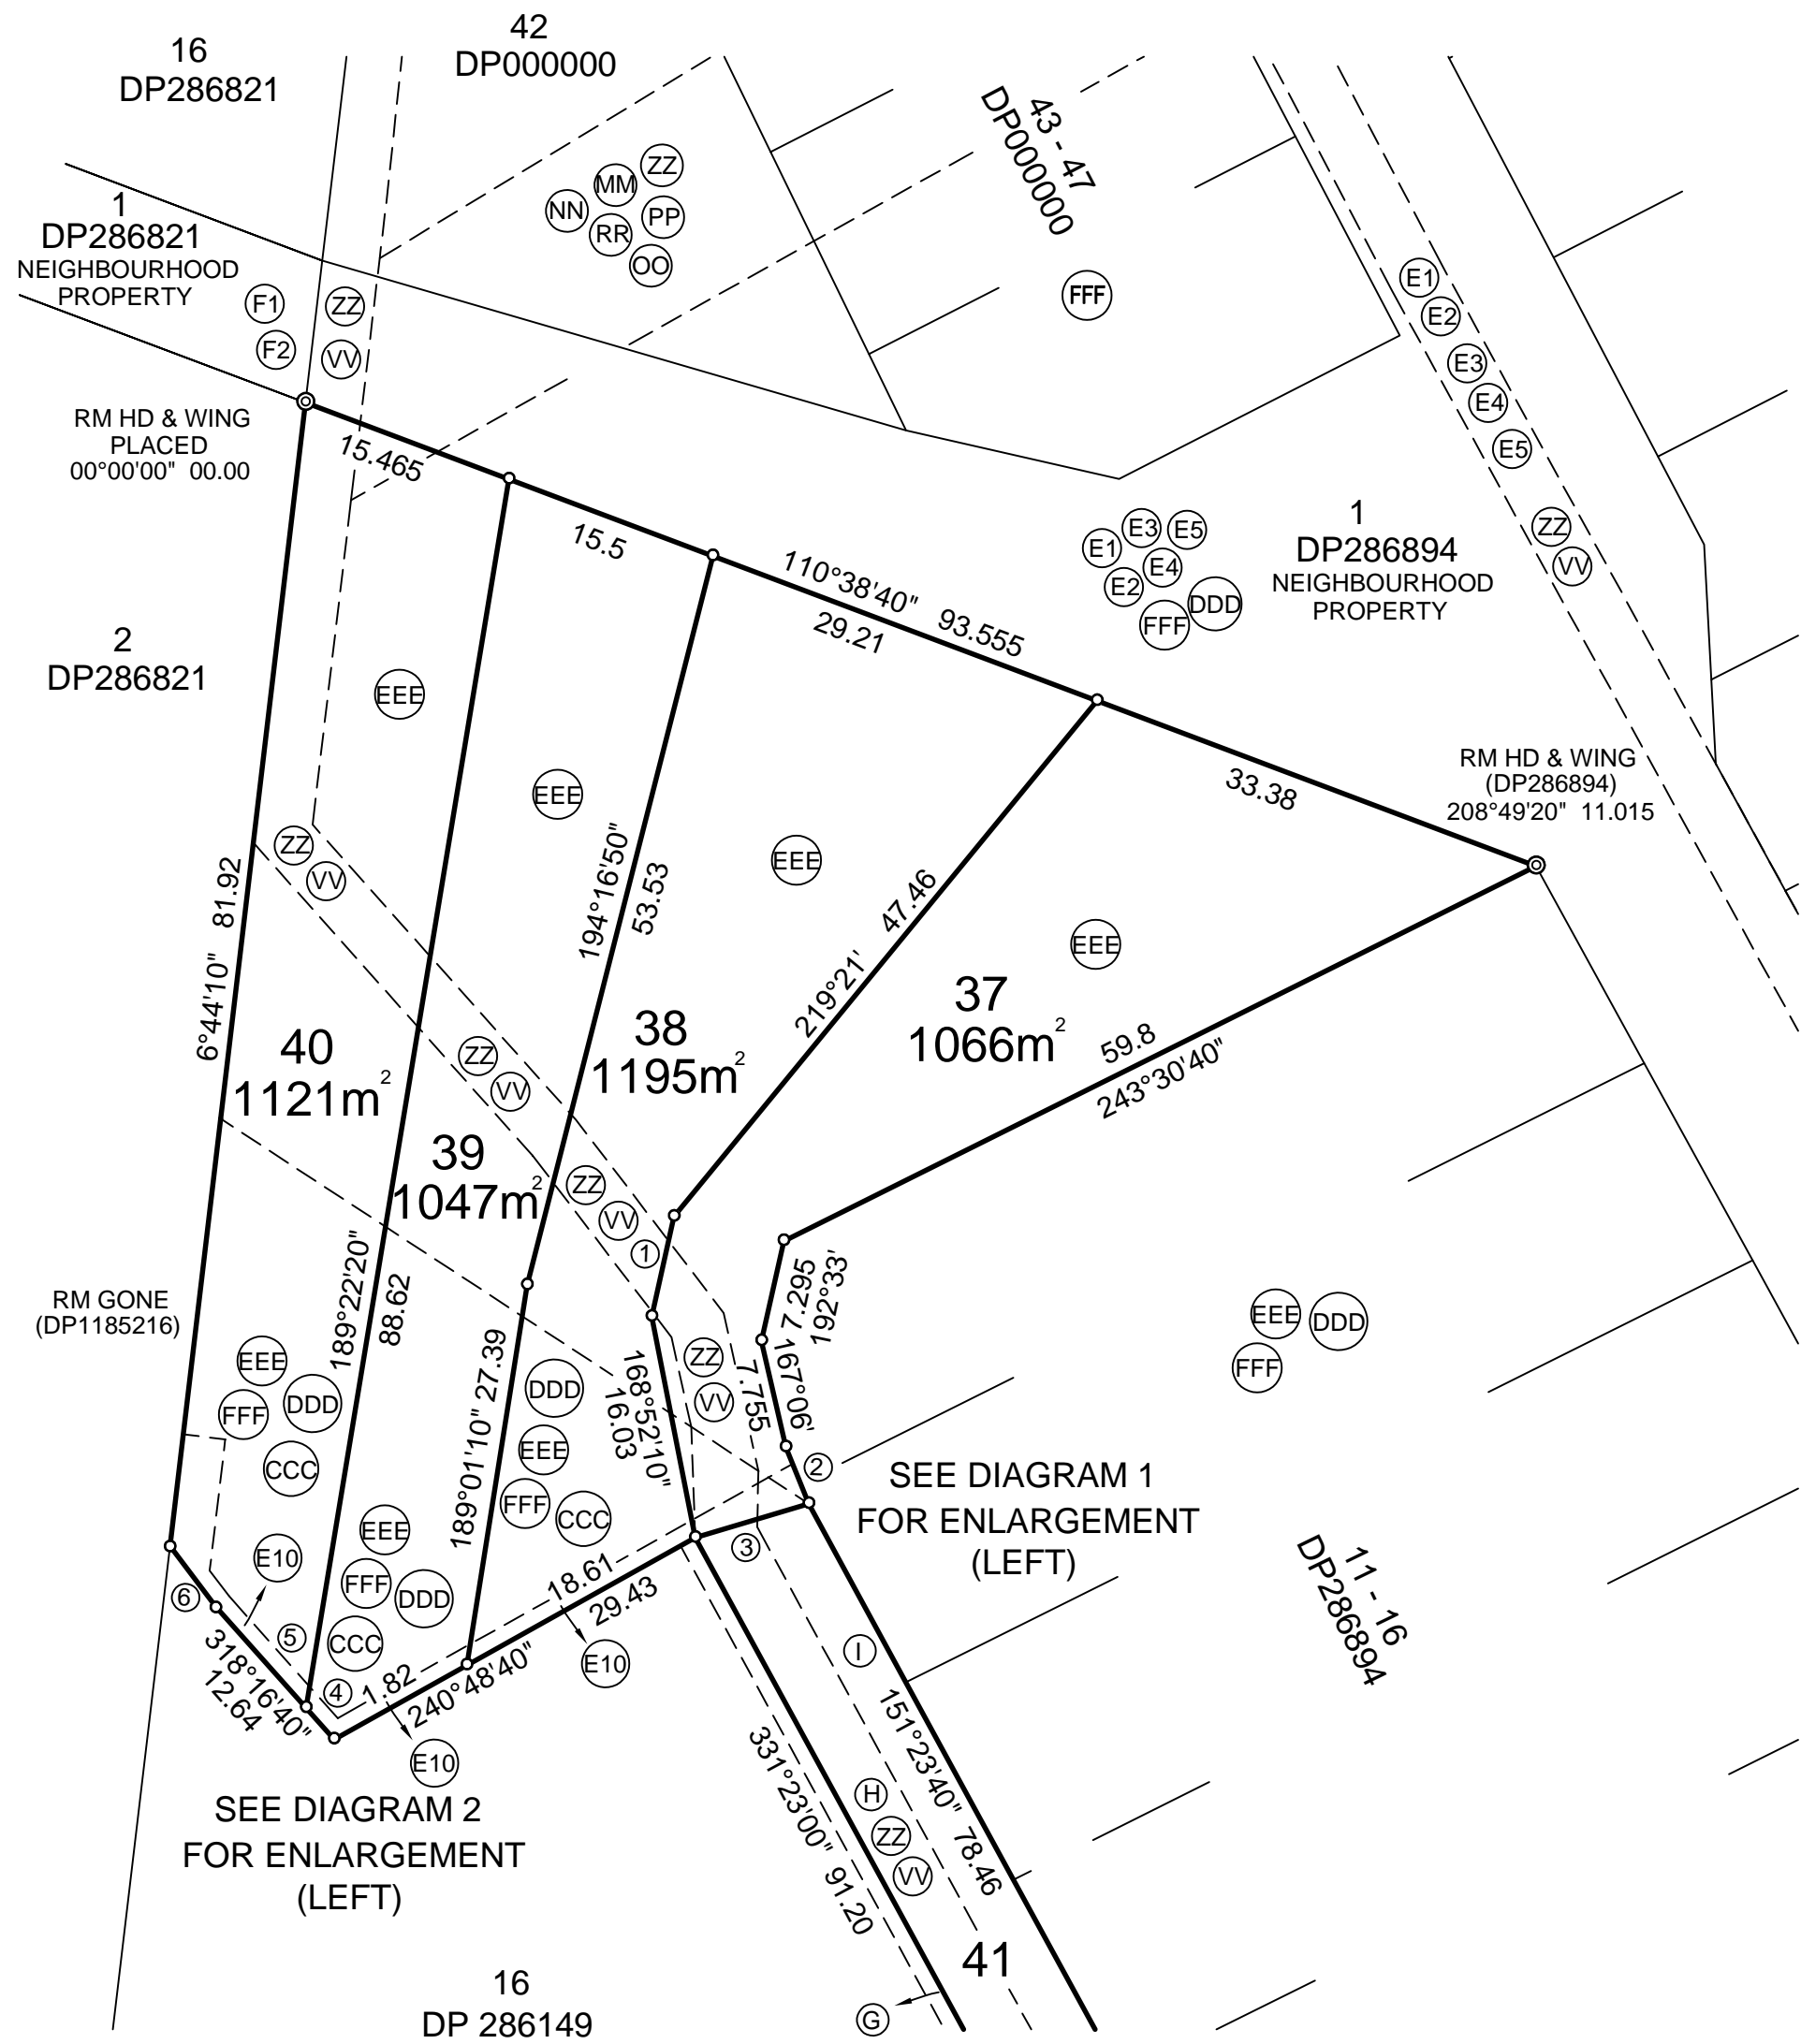 16
DP286821
42
DP000000
43 - 47
DP000000
1
DP286821
NEIGHBOURHOOD
PROPERTY
F1
F2
ZZ
VV
NN
MM
ZZ
RR
PP
OO
FFF
E1
E2
E3
E4
E5
ZZ
VV
RM HD & WING
PLACED
00°00'00" 00.00
15.465
15.5
110°38'40" 93.555
29.21
33.38
E1
E3
E5
E2
E4
FFF
DDD
1
DP286894
NEIGHBOURHOOD
PROPERTY
RM HD & WING
(DP286894)
208°49'20" 11.015
2
DP286821
EEE
EEE
EEE
EEE
ZZ
VV
6°44'10" 81.92
194°16'50"
53.53
219°21' 47.46
59.8
243°30'40"
40
1121m²
39
1047m²
38
1195m²
37
1066m²
ZZ
VV
ZZ
VV
1
RM GONE
(DP1185216)
189°22'20"
88.62
189°01'10" 27.39
168°52'10"
16.03
7.295
192°33'
167°06'
7.755
ZZ
VV
EEE
FFF
DDD
CCC
DDD
EEE
FFF
CCC
EEE
DDD
FFF
2
SEE DIAGRAM 1
FOR ENLARGEMENT
(LEFT)
3
E10
EEE
FFF
DDD
CCC
18.61
29.43
E10
6
5
4
318°16'40"
12.64
1.82
240°48'40"
E10
SEE DIAGRAM 2
FOR ENLARGEMENT
(LEFT)
11 - 16
DP286894
I
151°23'40" 78.46
331°23'00" 91.20
H
ZZ
VV
41
G
16
DP 286149